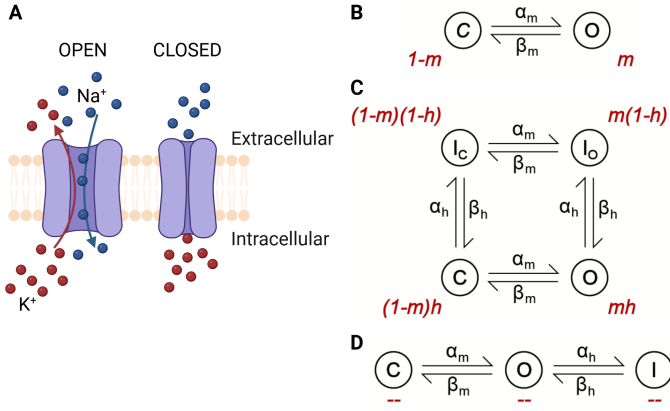 A
OPEN
CLOSED
Na⁺
Extracellular
Intracellular
K⁺
B
C
αm
βm
O
1-m
m
C
(1-m)(1-h)
m(1-h)
IC
αm
βm
IO
αh
βh
αh
βh
C
αm
βm
O
(1-m)h
mh
D
C
αm
βm
O
αh
βh
I
--
--
--